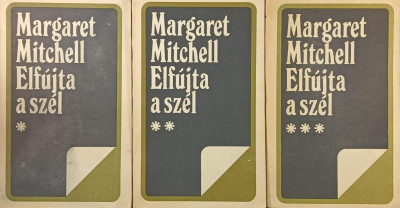 Margaret
Mitchell
Elfújta
a szél
*
Margaret
Mitchell
Elfújta
a szél
**
Margaret
Mitchell
Elfújta
a szél
***